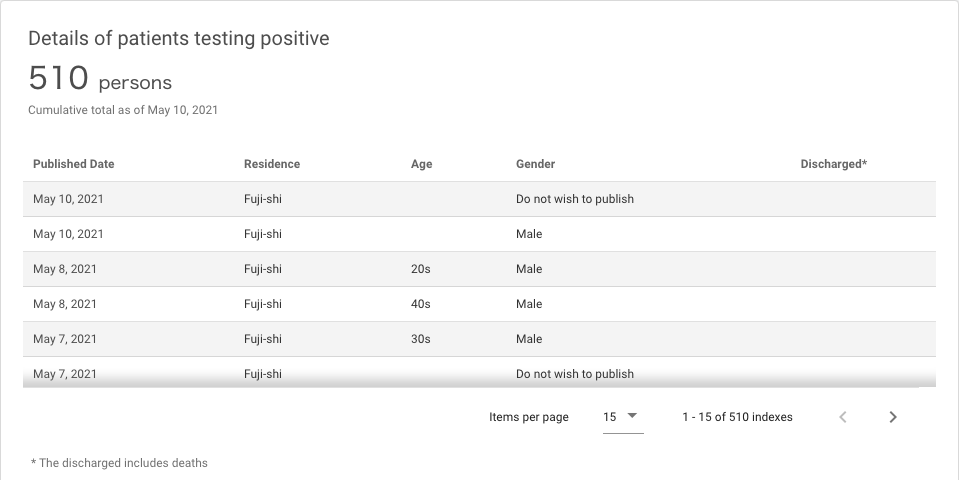 Details of patients testing positive
510 persons
Cumulative total as of May 10, 2021
Published Date Residence Age Gender Discharged*
May 10, 2021 Fuji-shi Do not wish to publish
May 10, 2021 Fuji-shi Male
May 8, 2021 Fuji-shi 20s Male
May 8, 2021 Fuji-shi 40s Male
May 7, 2021 Fuji-shi 30s Male
May 7, 2021 Fuji-shi Do not wish to publish
Items per page 15 1 - 15 of 510 indexes
* The discharged includes deaths